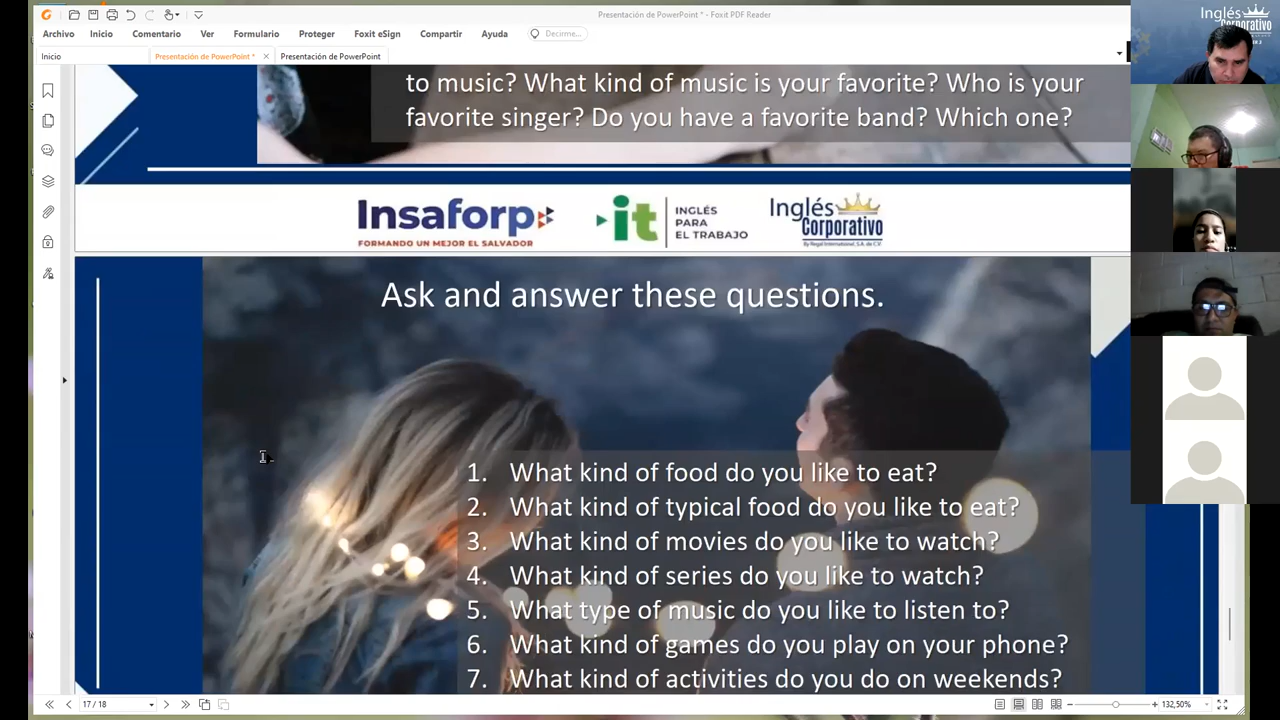 Presentación de PowerPoint * - Foxit PDF Reader
Archivo Inicio Comentario Ver Formulario Proteger Foxit eSign Compartir Ayuda Decirme...
Inicio Presentación de PowerPoint * × Presentación de PowerPoint
to music? What kind of music is your favorite? Who is your
favorite singer? Do you have a favorite band? Which one?
Insaforp
FORMANDO UN MEJOR EL SALVADOR
it
INGLÉS
PARA
EL TRABAJO
Inglés
Corporativo
By Regal International, S.A. de C.V.
Ask and answer these questions.
1. What kind of food do you like to eat?
2. What kind of typical food do you like to eat?
3. What kind of movies do you like to watch?
4. What kind of series do you like to watch?
5. What type of music do you like to listen to?
6. What kind of games do you play on your phone?
7. What kind of activities do you do on weekends?
17 / 18
132,50%
Inglés
Corporativo